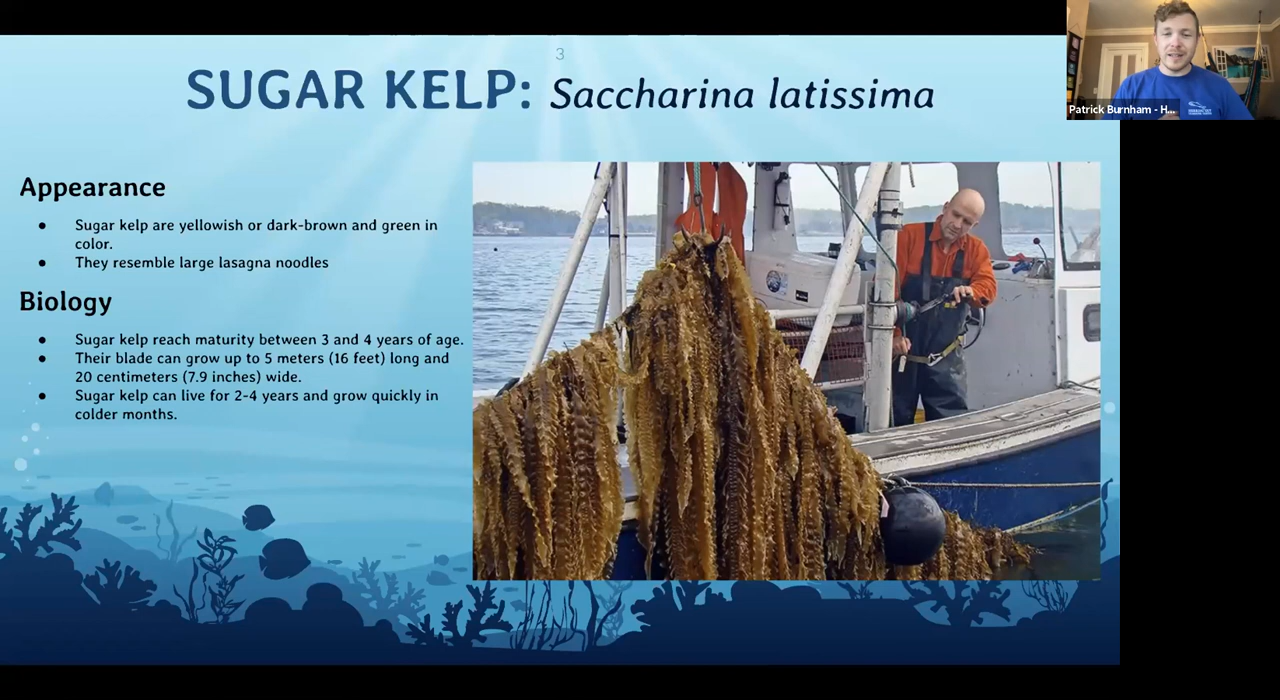 3
SUGAR KELP: Saccharina latissima
Patrick Burnham - H...
Appearance
● Sugar kelp are yellowish or dark-brown and green in
color.
● They resemble large lasagna noodles
Biology
● Sugar kelp reach maturity between 3 and 4 years of age.
● Their blade can grow up to 5 meters (16 feet) long and
20 centimeters (7.9 inches) wide.
● Sugar kelp can live for 2-4 years and grow quickly in
colder months.